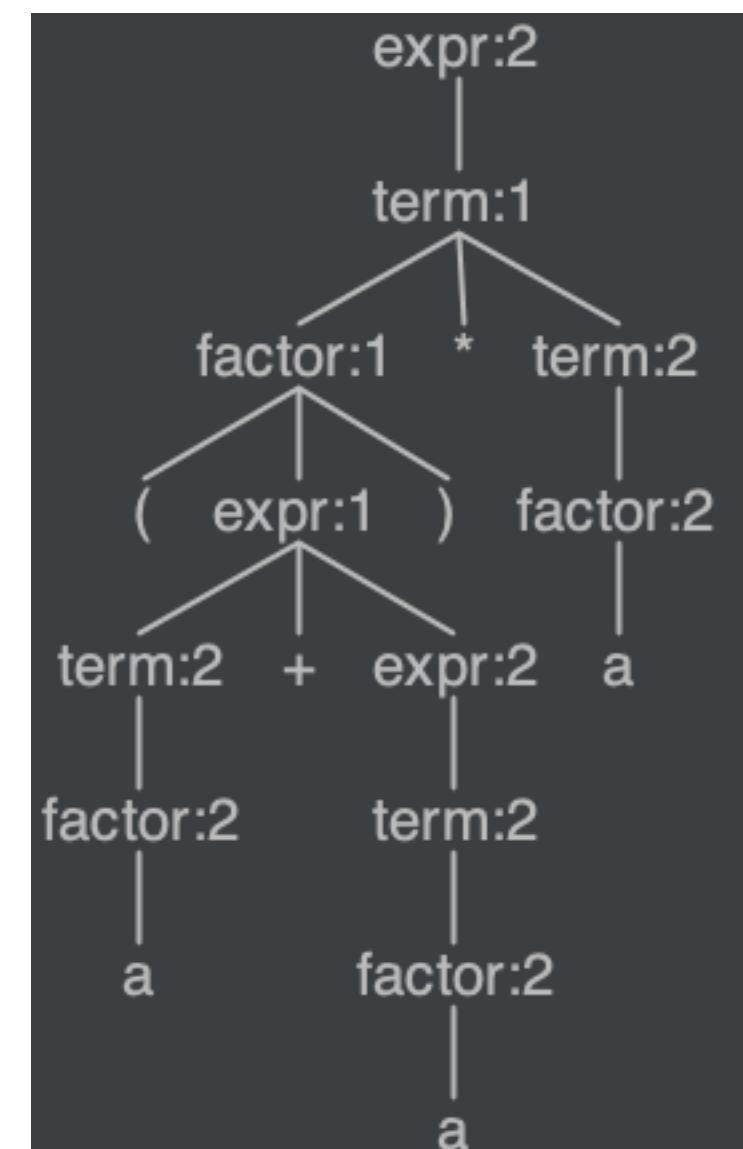 expr:2
term:1
factor:1 * term:2
( expr:1 ) factor:2
term:2 + expr:2 a
factor:2 term:2
a factor:2
a